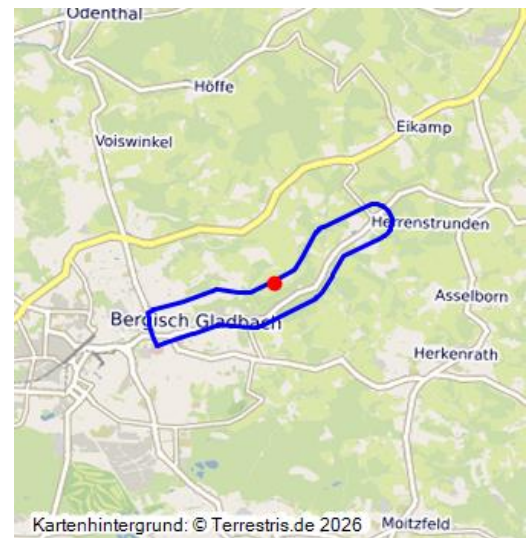 Odenthal
Höffe
Voiswinkel
Eikamp
Herrenstrunden
Asselborn
Bergisch Gladbach
Herkenrath
Moitzfeld
Kartenhintergrund: © Terrestris.de 2026